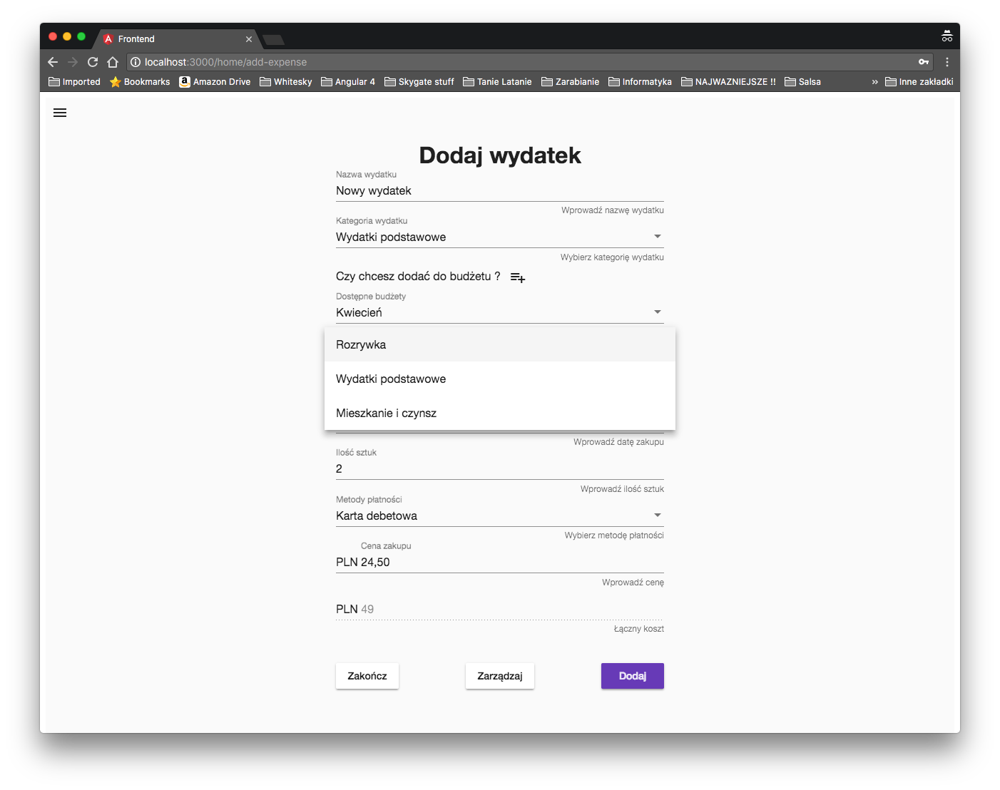 Frontend
localhost:3000/home/add-expense
Imported Bookmarks Amazon Drive Whitesky Angular 4 Skygate stuff Tanie Latanie Zarabianie Informatyka NAJWAZNIEJSZE !! Salsa » Inne zakładki
Dodaj wydatek
Nazwa wydatku
Nowy wydatek
Wprowadź nazwę wydatku
Kategoria wydatku
Wydatki podstawowe
Wybierz kategorię wydatku
Czy chcesz dodać do budżetu ?
Dostępne budżety
Kwiecień
Rozrywka
Wydatki podstawowe
Mieszkanie i czynsz
Wprowadź datę zakupu
Ilość sztuk
2
Wprowadź ilość sztuk
Metody płatności
Karta debetowa
Wybierz metodę płatności
Cena zakupu
PLN 24,50
Wprowadź cenę
PLN 49
Łączny koszt
Zakończ Zarządzaj Dodaj